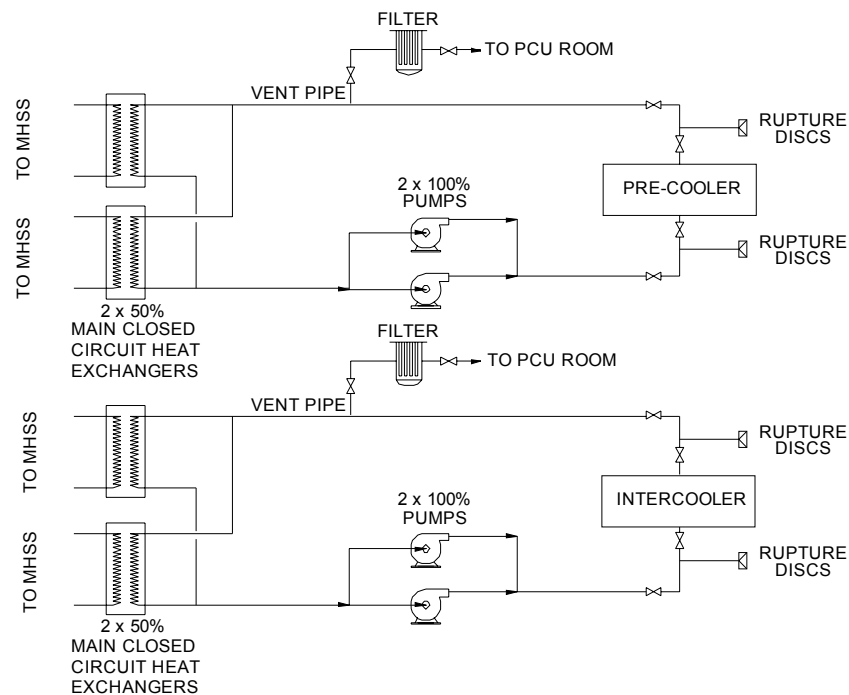 FILTER
TO PCU ROOM
VENT PIPE
TO MHSS
RUPTURE
DISCS
2 x 100%
PUMPS
PRE-COOLER
TO MHSS
RUPTURE
DISCS
2 x 50%
MAIN CLOSED
CIRCUIT HEAT
EXCHANGERS
FILTER
TO PCU ROOM
VENT PIPE
TO MHSS
RUPTURE
DISCS
2 x 100%
PUMPS
INTERCOOLER
TO MHSS
RUPTURE
DISCS
2 x 50%
MAIN CLOSED
CIRCUIT HEAT
EXCHANGERS